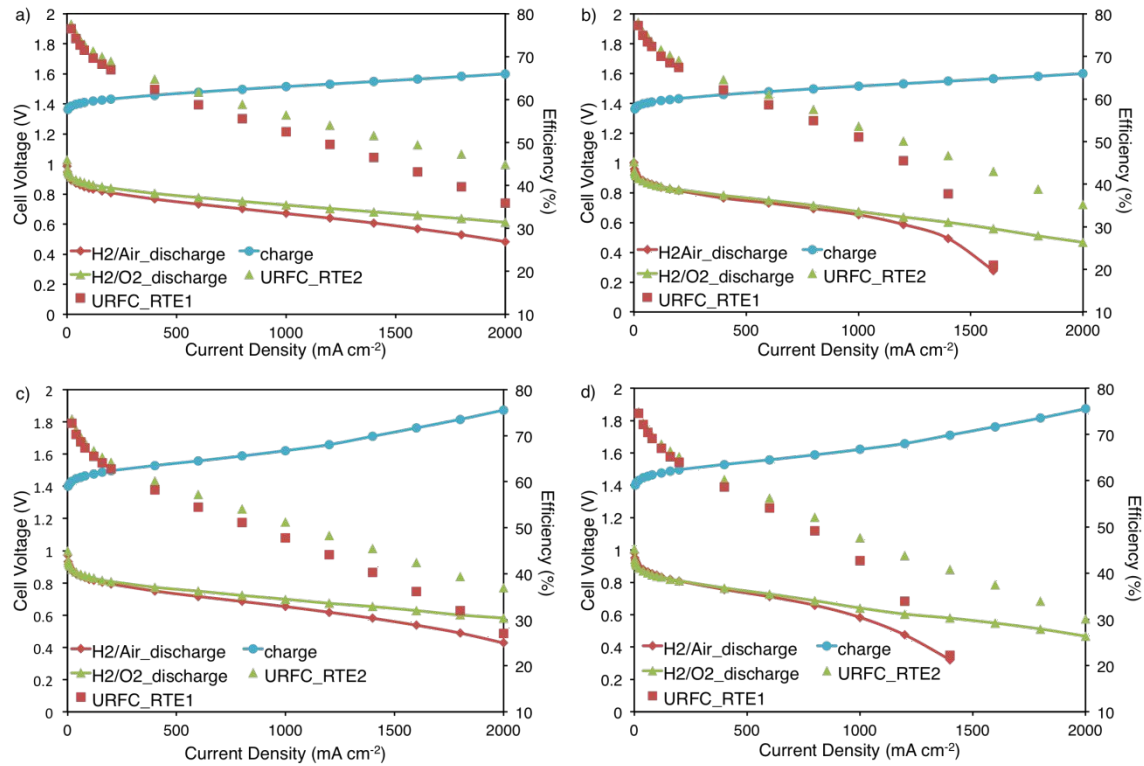 a)
2
1.8
1.6
1.4
1.2
1
0.8
0.6
0.4
0.2
0
Cell Voltage (V)
80
70
60
50
40
30
20
10
Efficiency (%)
H2/Air_discharge charge
H2/O2_discharge URFC_RTE2
URFC_RTE1
0 500 1000 1500 2000
Current Density (mA cm⁻²)
b)
2
1.8
1.6
1.4
1.2
1
0.8
0.6
0.4
0.2
0
Cell Voltage (V)
80
70
60
50
40
30
20
10
Efficiency (%)
H2/Air_discharge charge
H2/O2_discharge URFC_RTE2
URFC_RTE1
0 500 1000 1500 2000
Current Density (mA cm⁻²)
c)
2
1.8
1.6
1.4
1.2
1
0.8
0.6
0.4
0.2
0
Cell Voltage (V)
80
70
60
50
40
30
20
10
Efficiency (%)
H2/Air_discharge charge
H2/O2_discharge URFC_RTE2
URFC_RTE1
0 500 1000 1500 2000
Current Density (mA cm⁻²)
d)
2
1.8
1.6
1.4
1.2
1
0.8
0.6
0.4
0.2
0
Cell Voltage (V)
80
70
60
50
40
30
20
10
Efficiency (%)
H2/Air_discharge charge
H2/O2_discharge URFC_RTE2
URFC_RTE1
0 500 1000 1500 2000
Current Density (mA cm⁻²)